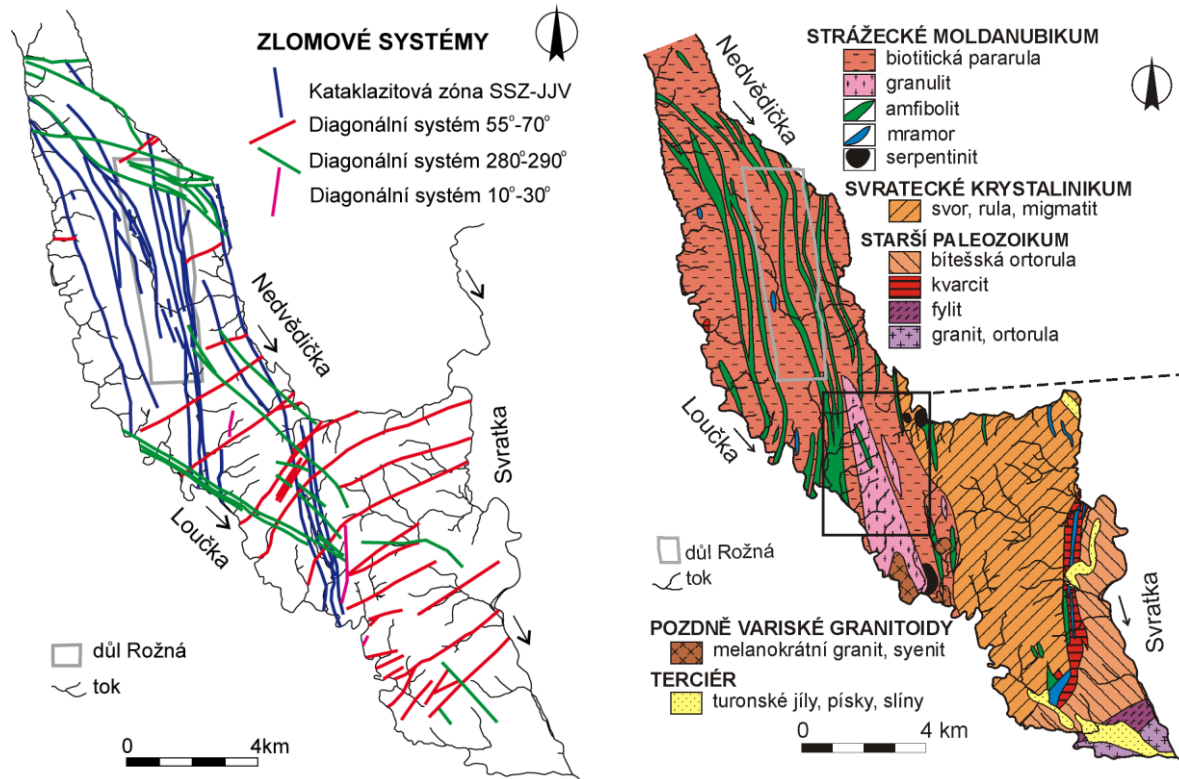 ZLOMOVÉ SYSTÉMY
Kataklazitová zóna SSZ-JJV
Diagonální systém 55°-70°
Diagonální systém 280°-290°
Diagonální systém 10°-30°
Nedvědička
Svratka
Loučka
důl Rožná
tok
0 4km
STRÁŽECKÉ MOLDANUBIKUM
biotitická pararula
granulit
amfibolit
mramor
serpentinit
SVRATECKÉ KRYSTALINIKUM
svor, rula, migmatit
STARŠÍ PALEOZOIKUM
bítešská ortorula
kvarcit
fylit
granit, ortorula
Nedvědička
Loučka
Svratka
důl Rožná
tok
POZDNĚ VARISKÉ GRANITOIDY
melanokrátní granit, syenit
TERCIÉR
turonské jíly, písky, slíny
0 4 km